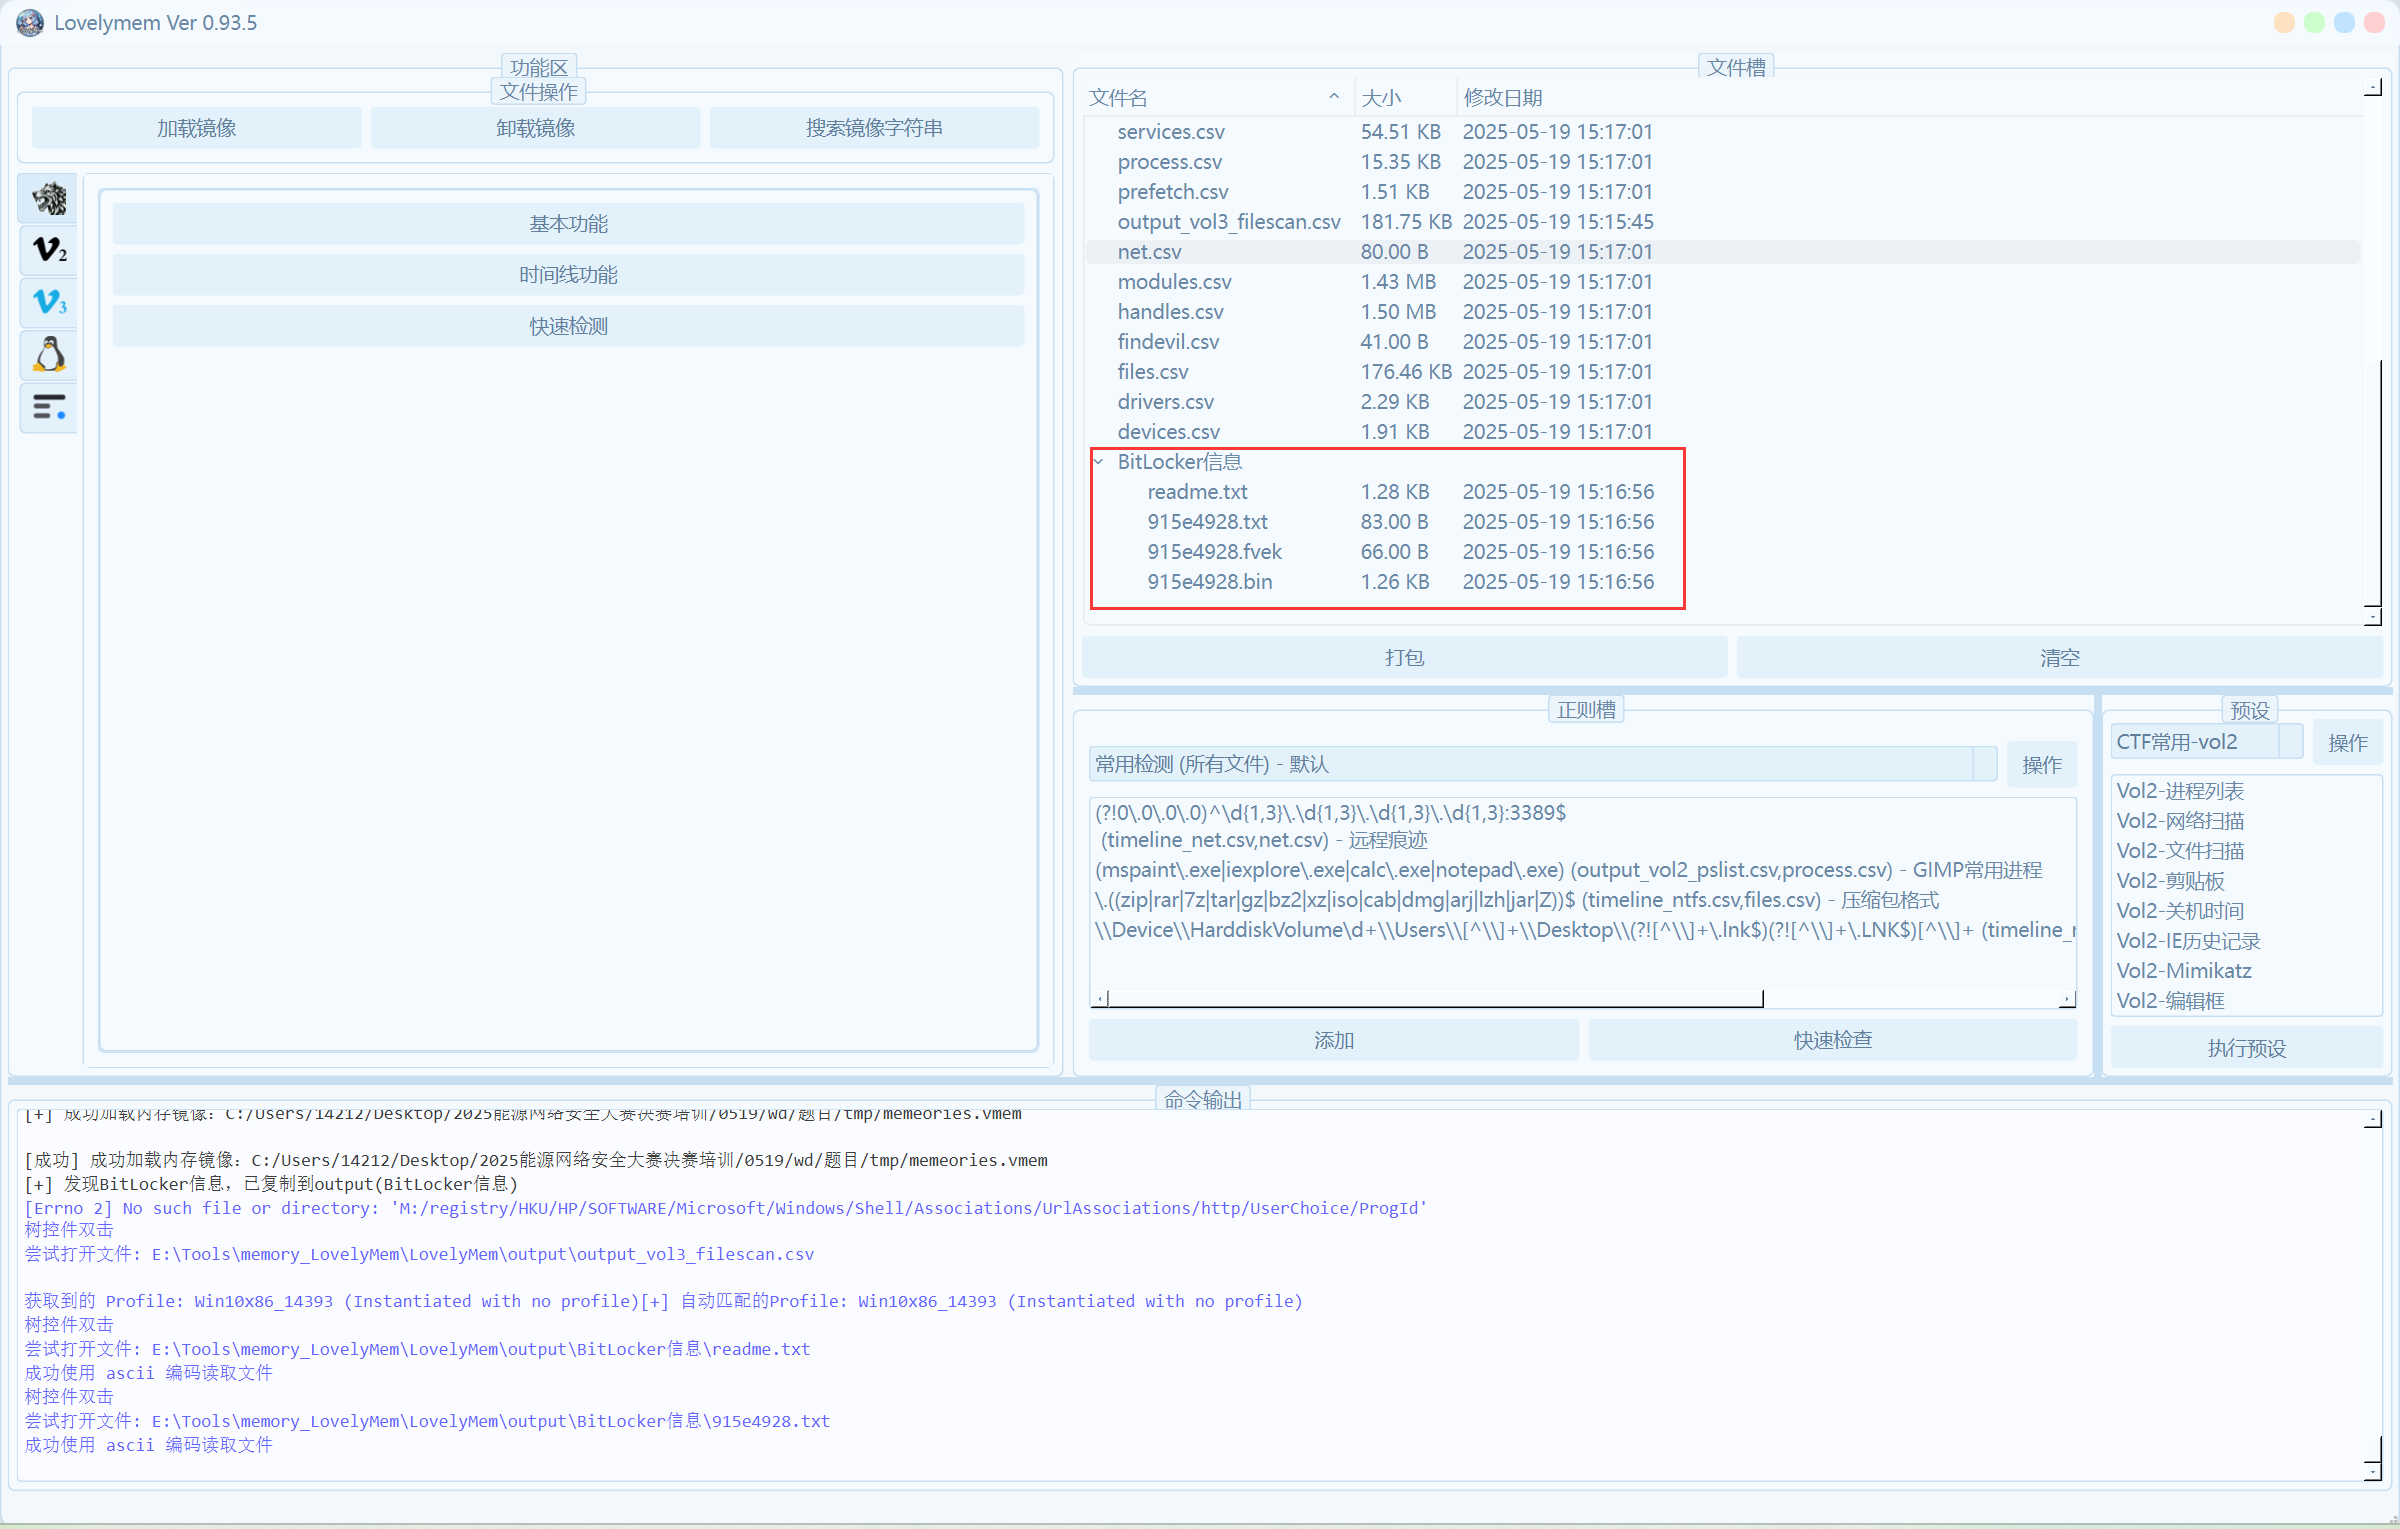 Lovelymem Ver 0.93.5
功能区
文件操作
加载镜像 卸载镜像 搜索镜像字符串
基本功能
时间线功能
快速检测
文件槽
文件名 大小 修改日期
services.csv 54.51 KB 2025-05-19 15:17:01
process.csv 15.35 KB 2025-05-19 15:17:01
prefetch.csv 1.51 KB 2025-05-19 15:17:01
output_vol3_filescan.csv 181.75 KB 2025-05-19 15:15:45
net.csv 80.00 B 2025-05-19 15:17:01
modules.csv 1.43 MB 2025-05-19 15:17:01
handles.csv 1.50 MB 2025-05-19 15:17:01
findevil.csv 41.00 B 2025-05-19 15:17:01
files.csv 176.46 KB 2025-05-19 15:17:01
drivers.csv 2.29 KB 2025-05-19 15:17:01
devices.csv 1.91 KB 2025-05-19 15:17:01
BitLocker信息
readme.txt 1.28 KB 2025-05-19 15:16:56
915e4928.txt 83.00 B 2025-05-19 15:16:56
915e4928.fvek 66.00 B 2025-05-19 15:16:56
915e4928.bin 1.26 KB 2025-05-19 15:16:56
打包 清空
正则槽
常用检测 (所有文件) - 默认 操作
(?!0\.0\.0\.0)^\d{1,3}\.\d{1,3}\.\d{1,3}\.\d{1,3}:3389$
(timeline_net.csv,net.csv) - 远程痕迹
(mspaint\.exe|iexplore\.exe|calc\.exe|notepad\.exe) (output_vol2_pslist.csv,process.csv) - GIMP常用进程
\.((zip|rar|7z|tar|gz|bz2|xz|iso|cab|dmg|arj|lzh|jar|Z))$ (timeline_ntfs.csv,files.csv) - 压缩包格式
\\Device\\HarddiskVolume\d+\\Users\\[^\\]+\\Desktop\\(?![^\\]+\.lnk$)(?![^\\]+\.LNK$)[^\\]+ (timeline_
添加 快速检查
预设
CTF常用-vol2 操作
Vol2-进程列表
Vol2-网络扫描
Vol2-文件扫描
Vol2-剪贴板
Vol2-关机时间
Vol2-IE历史记录
Vol2-Mimikatz
Vol2-编辑框
执行预设
命令输出
[+] 成功加载内存镜像: C:/Users/14212/Desktop/2025能源网络安全大赛决赛培训/0519/wd/题目/tmp/memeories.vmem
[成功] 成功加载内存镜像: C:/Users/14212/Desktop/2025能源网络安全大赛决赛培训/0519/wd/题目/tmp/memeories.vmem
[+] 发现BitLocker信息，已复制到output(BitLocker信息)
[Errno 2] No such file or directory: 'M:/registry/HKU/HP/SOFTWARE/Microsoft/Windows/Shell/Associations/UrlAssociations/http/UserChoice/ProgId'
树控件双击
尝试打开文件: E:\Tools\memory_LovelyMem\LovelyMem\output\output_vol3_filescan.csv
获取到的 Profile: Win10x86_14393 (Instantiated with no profile)[+] 自动匹配的Profile: Win10x86_14393 (Instantiated with no profile)
树控件双击
尝试打开文件: E:\Tools\memory_LovelyMem\LovelyMem\output\BitLocker信息\readme.txt
成功使用 ascii 编码读取文件
树控件双击
尝试打开文件: E:\Tools\memory_LovelyMem\LovelyMem\output\BitLocker信息\915e4928.txt
成功使用 ascii 编码读取文件